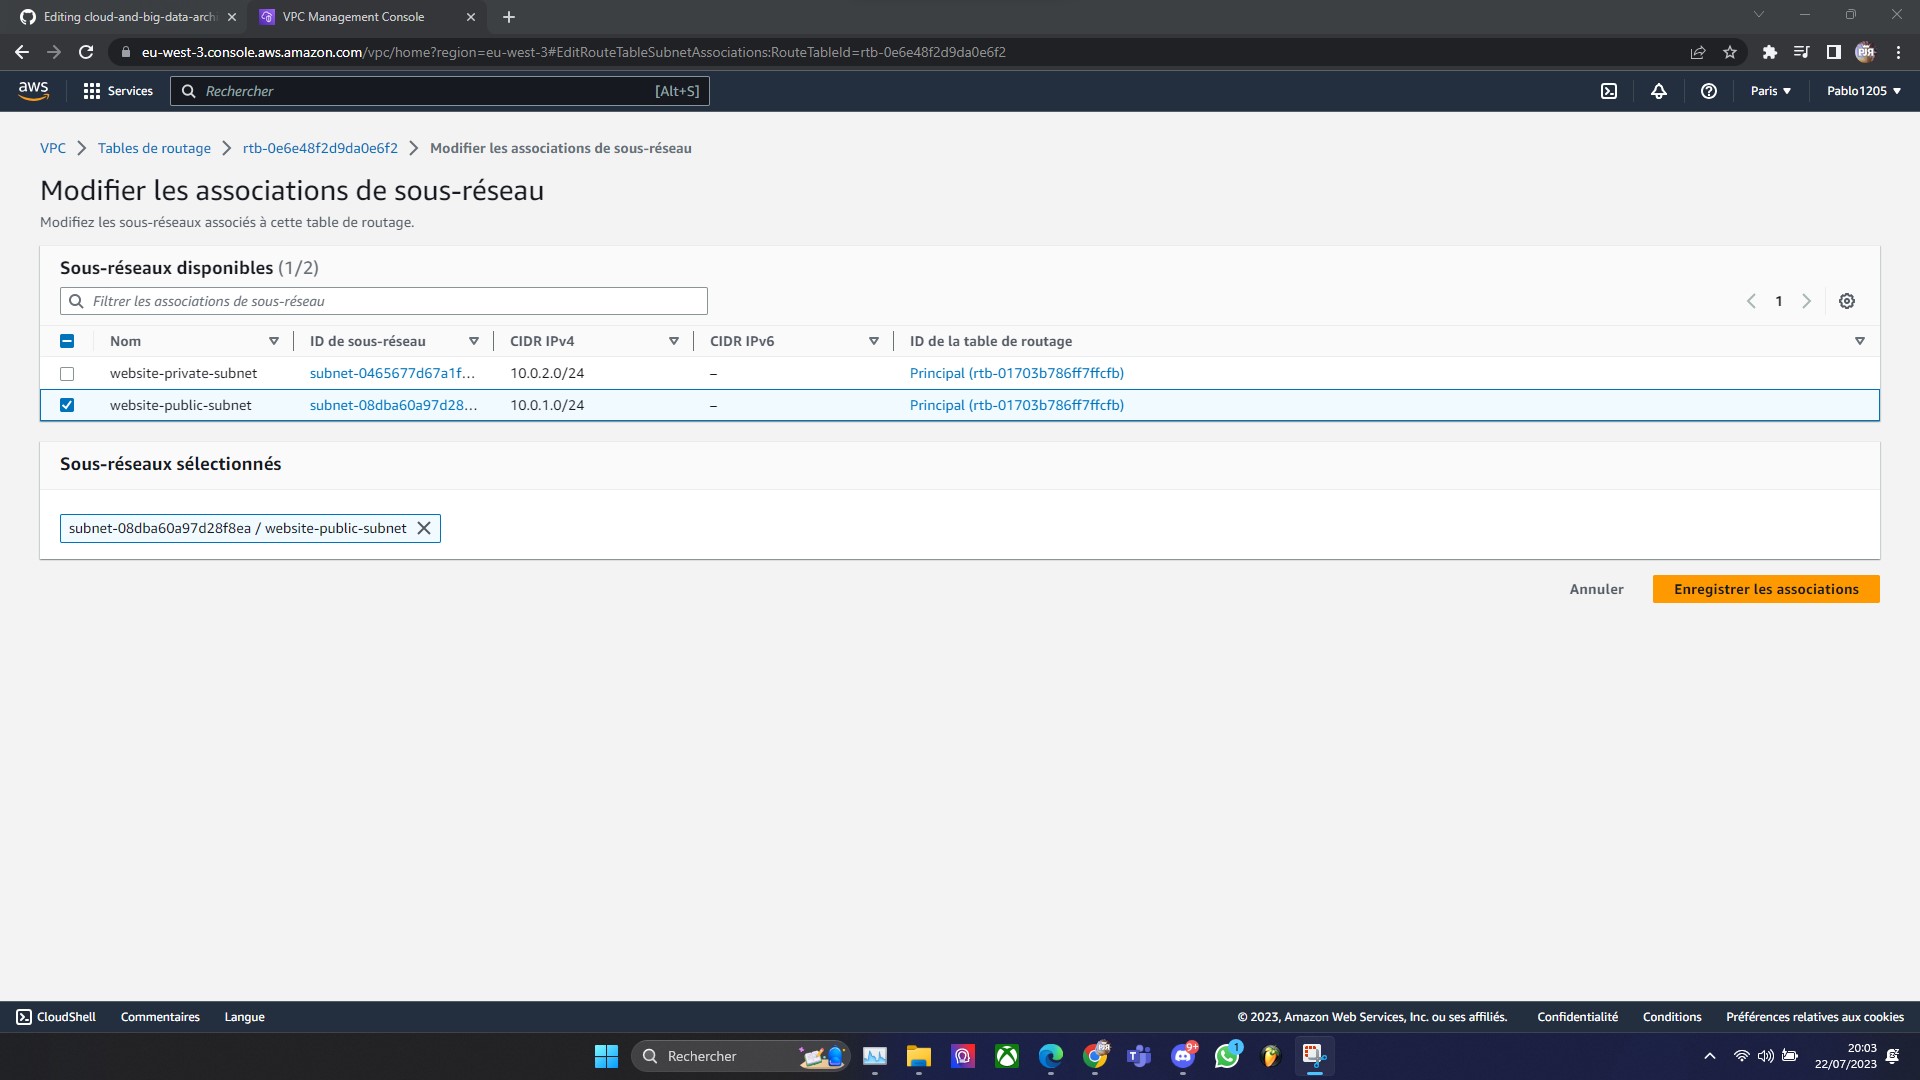 Editing cloud-and-big-data-archi
VPC Management Console
eu-west-3.console.aws.amazon.com/vpc/home?region=eu-west-3#EditRouteTableSubnetAssociations:RouteTableId=rtb-0e6e48f2d9da0e6f2
aws
Services
Rechercher
[Alt+S]
Paris
Pablo1205
VPC
Tables de routage
rtb-0e6e48f2d9da0e6f2
Modifier les associations de sous-réseau
Modifier les associations de sous-réseau
Modifiez les sous-réseaux associés à cette table de routage.
Sous-réseaux disponibles (1/2)
Filtrer les associations de sous-réseau
1
Nom ID de sous-réseau CIDR IPv4 CIDR IPv6 ID de la table de routage
website-private-subnet subnet-0465677d67a1f... 10.0.2.0/24 – Principal (rtb-01703b786ff7ffcfb)
website-public-subnet subnet-08dba60a97d28... 10.0.1.0/24 – Principal (rtb-01703b786ff7ffcfb)
Sous-réseaux sélectionnés
subnet-08dba60a97d28f8ea / website-public-subnet
Annuler
Enregistrer les associations
CloudShell
Commentaires
Langue
© 2023, Amazon Web Services, Inc. ou ses affiliés.
Confidentialité
Conditions
Préférences relatives aux cookies
Rechercher
9+
1
20:03
22/07/2023